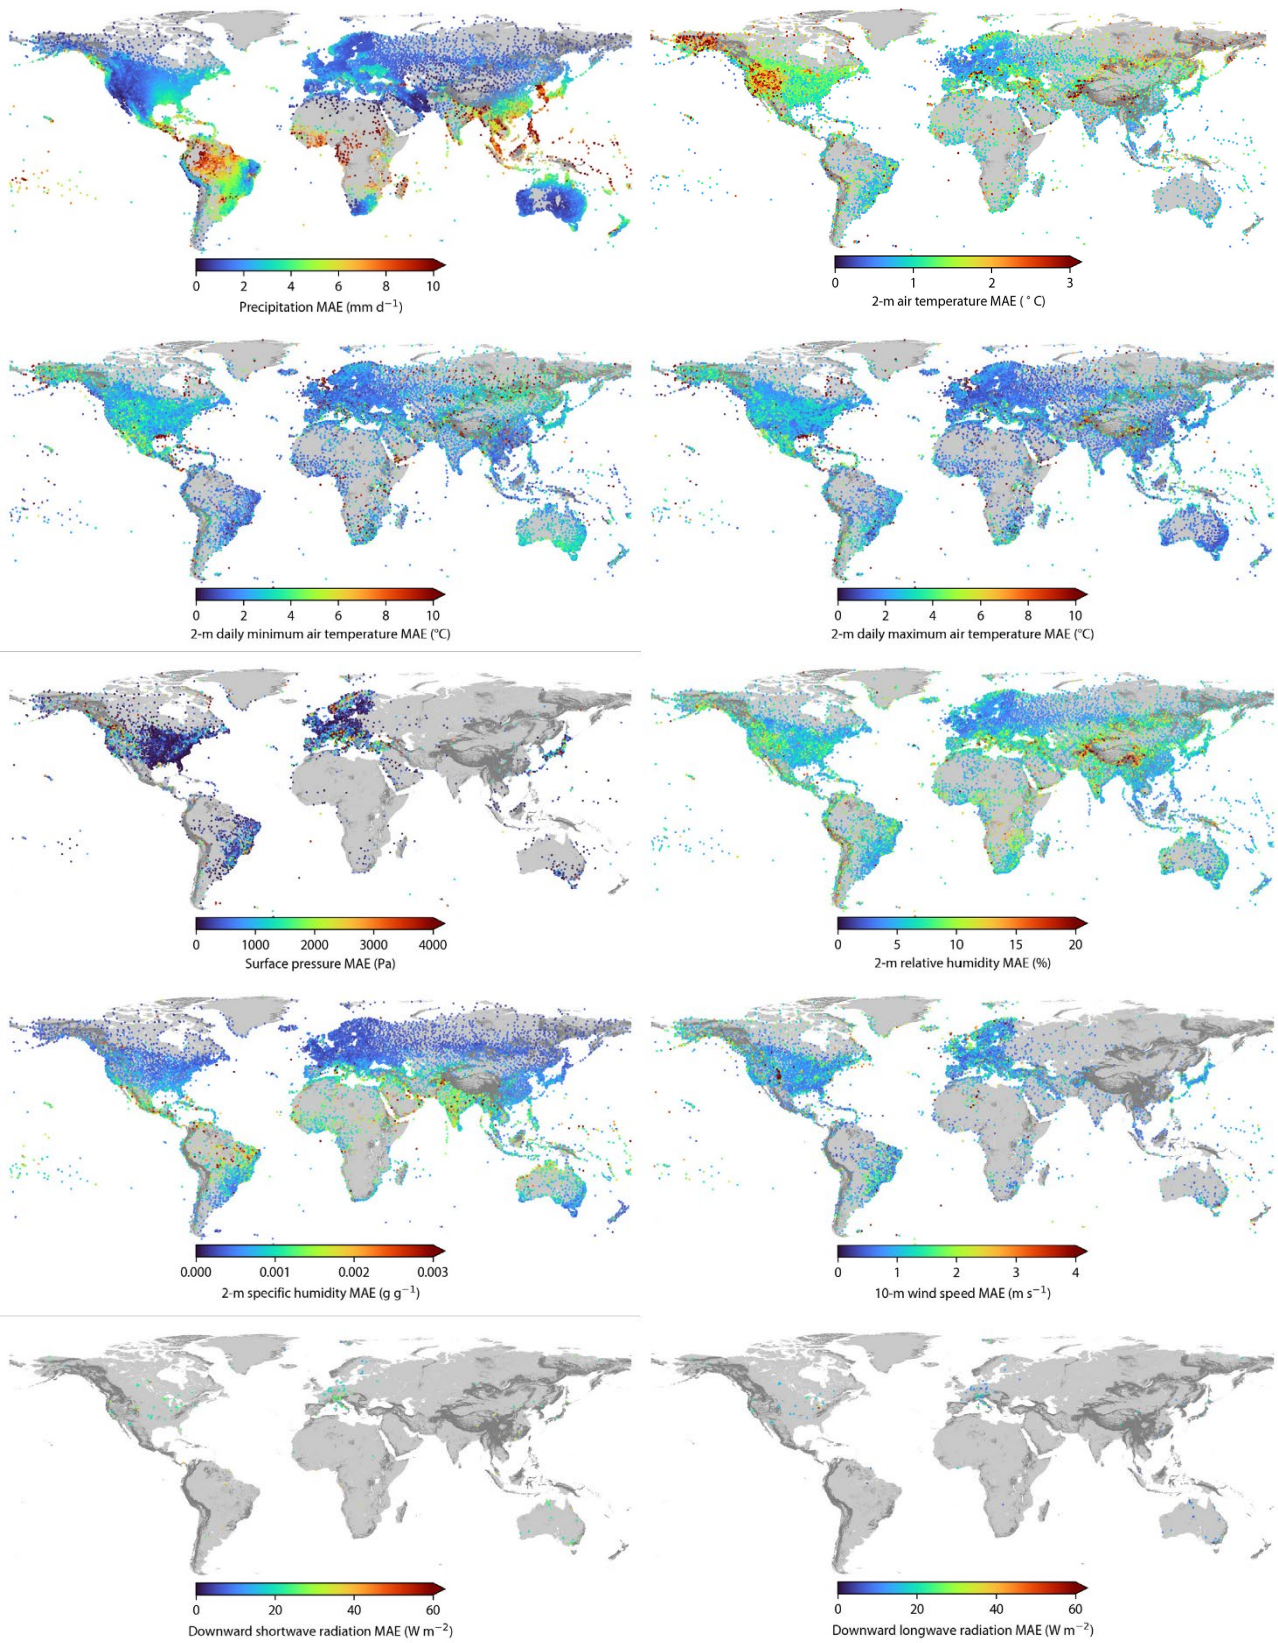 0 2 4 6 8 10
Precipitation MAE (mm d⁻¹)
0 1 2 3
2-m air temperature MAE ( ° C)
0 2 4 6 8 10
2-m daily minimum air temperature MAE (°C)
0 2 4 6 8 10
2-m daily maximum air temperature MAE (°C)
0 1000 2000 3000 4000
Surface pressure MAE (Pa)
0 5 10 15 20
2-m relative humidity MAE (%)
0.000 0.001 0.002 0.003
2-m specific humidity MAE (g g⁻¹)
0 1 2 3 4
10-m wind speed MAE (m s⁻¹)
0 20 40 60
Downward shortwave radiation MAE (W m⁻²)
0 20 40 60
Downward longwave radiation MAE (W m⁻²)